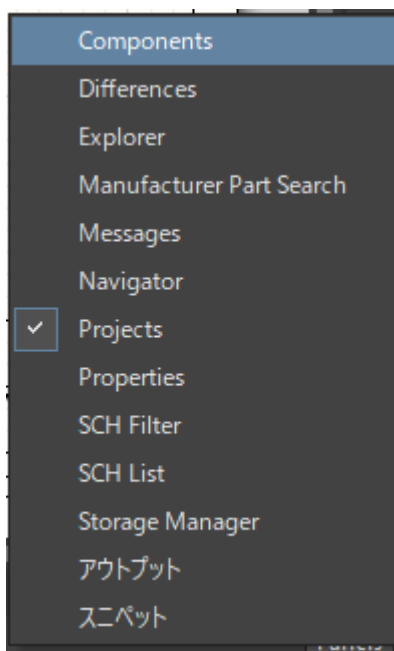 Components
Differences
Explorer
Manufacturer Part Search
Messages
Navigator
Projects
Properties
SCH Filter
SCH List
Storage Manager
アウトプット
スニペット
Panels